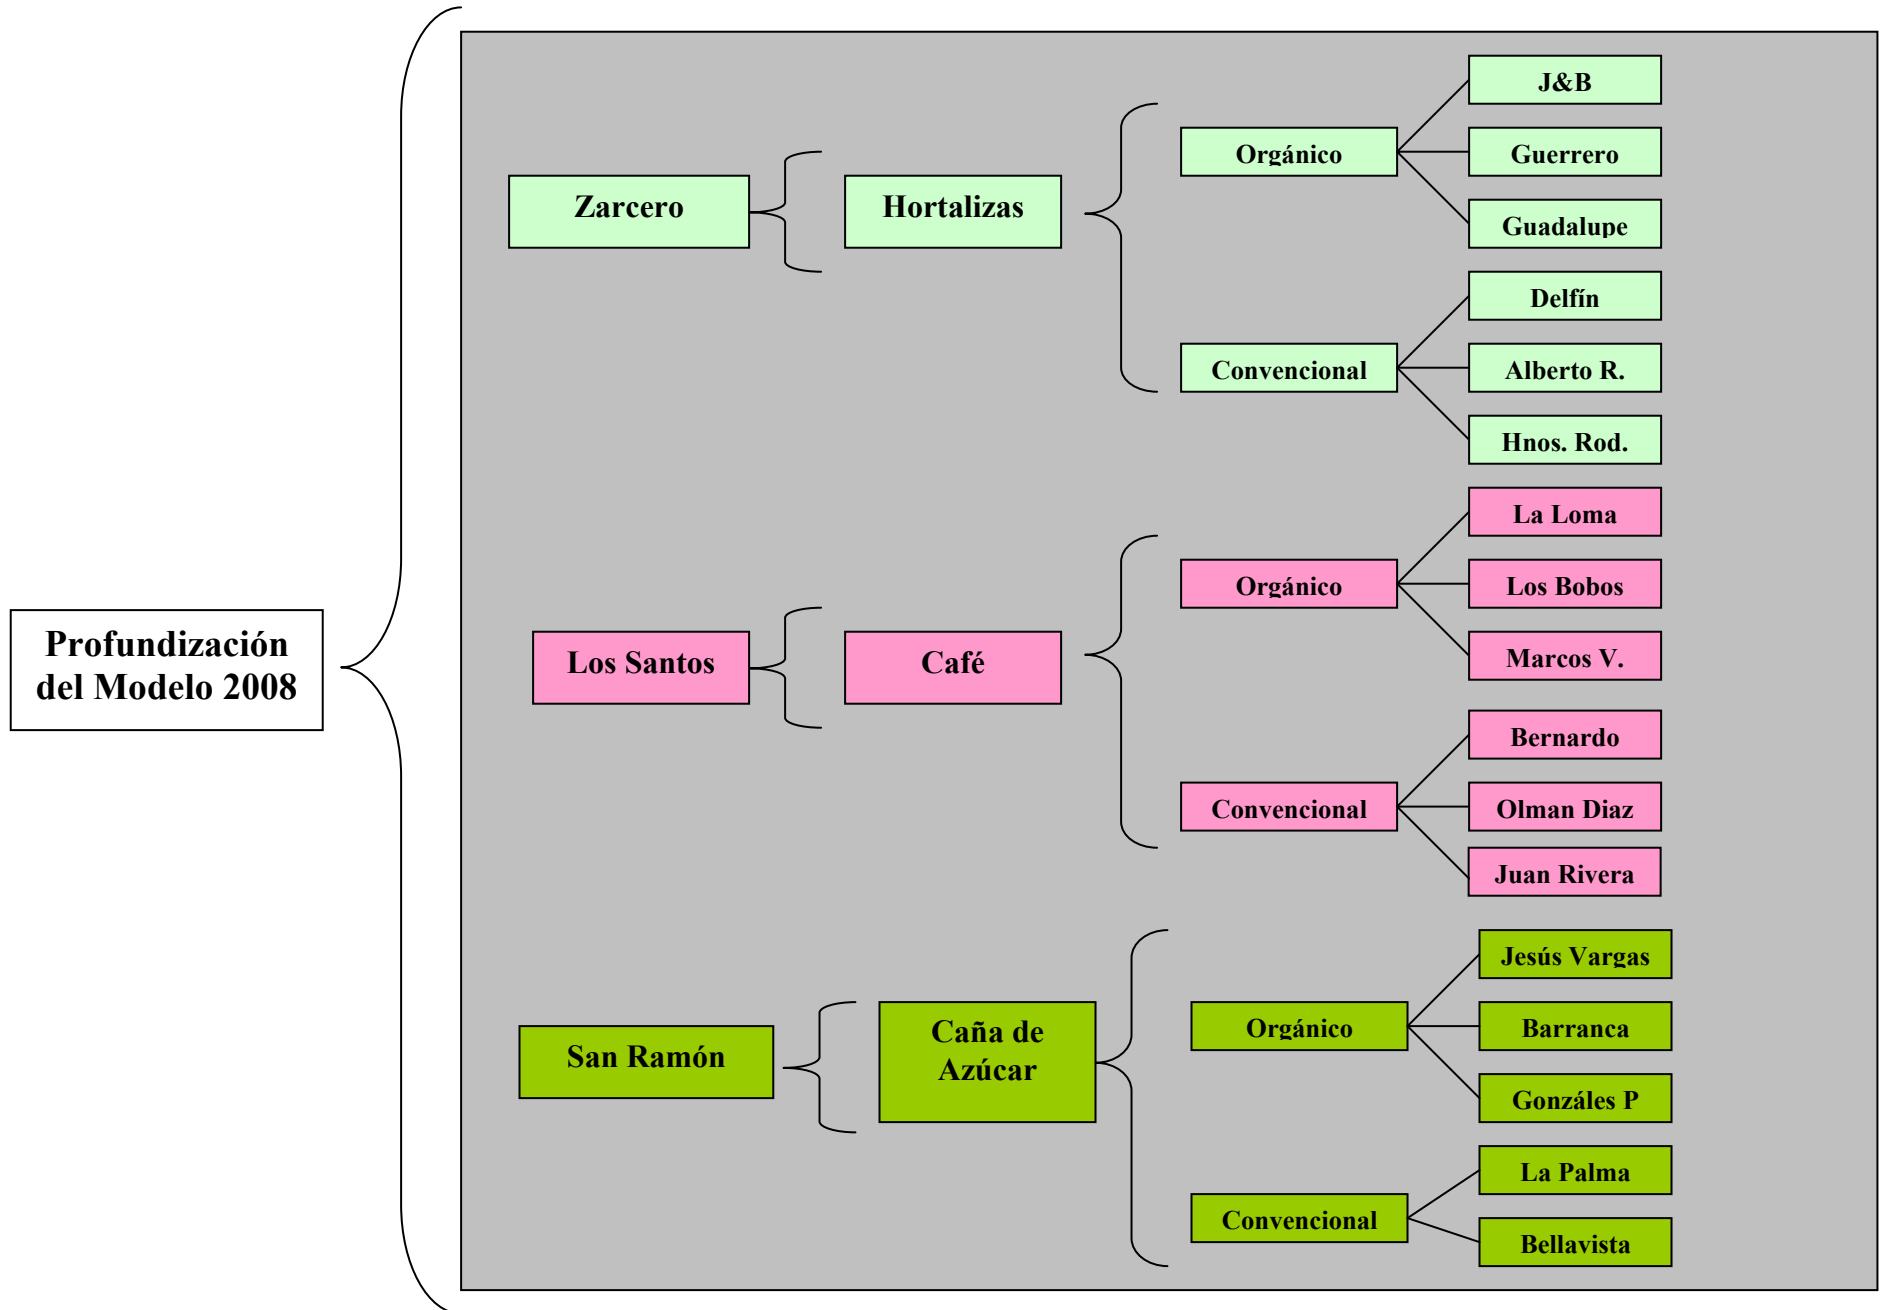 Profundización
del Modelo 2008
Zarcero
Hortalizas
Orgánico
J&B
Guerrero
Guadalupe
Convencional
Delfín
Alberto R.
Hnos. Rod.
Los Santos
Café
Orgánico
La Loma
Los Bobos
Marcos V.
Convencional
Bernardo
Olman Diaz
Juan Rivera
San Ramón
Caña de
Azúcar
Orgánico
Jesús Vargas
Barranca
Gonzáles P
Convencional
La Palma
Bellavista